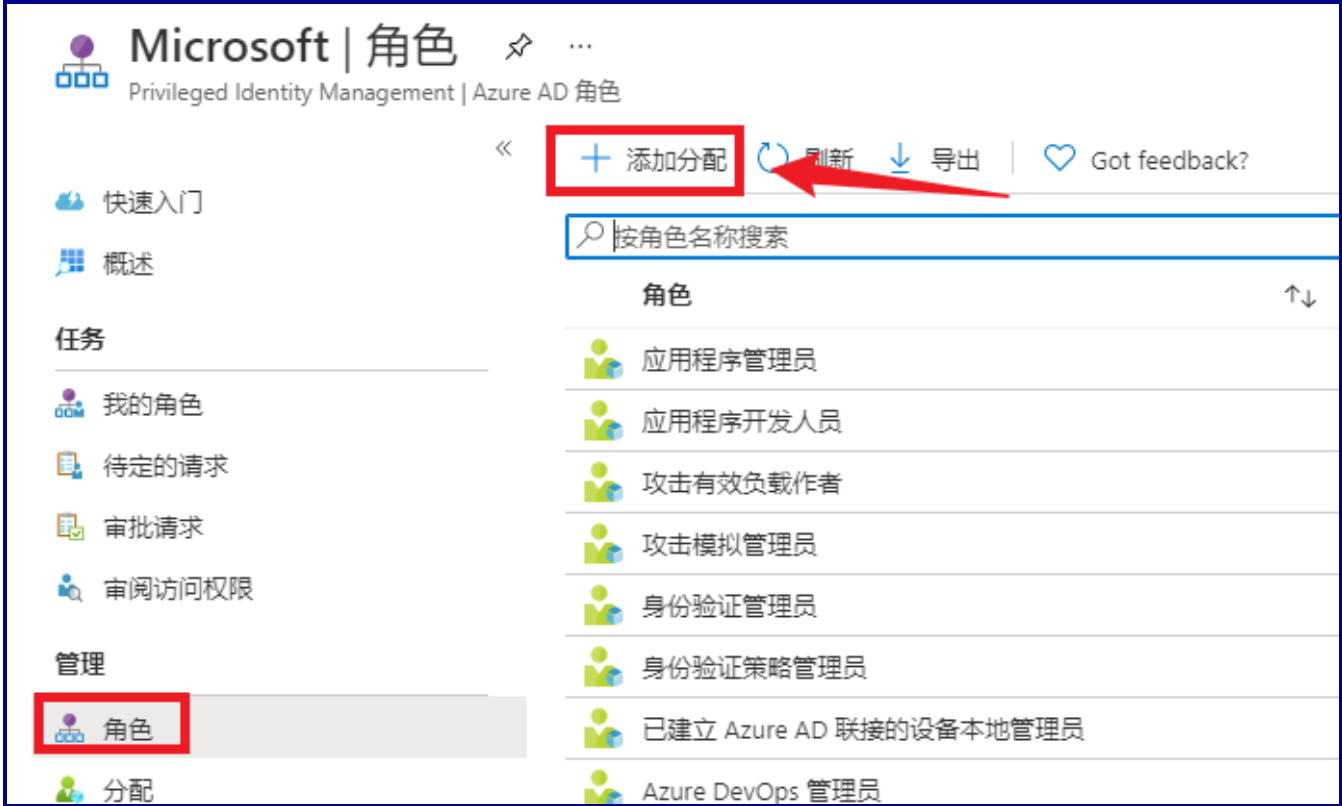 Microsoft | 角色
Privileged Identity Management | Azure AD 角色
快速入门
概述
任务
我的角色
待定的请求
审批请求
审阅访问权限
管理
角色
分配
添加分配 刷新 导出 Got feedback?
按角色名称搜索
角色
应用程序管理员
应用程序开发人员
攻击有效负载作者
攻击模拟管理员
身份验证管理员
身份验证策略管理员
已建立 Azure AD 联接的设备本地管理员
Azure DevOps 管理员